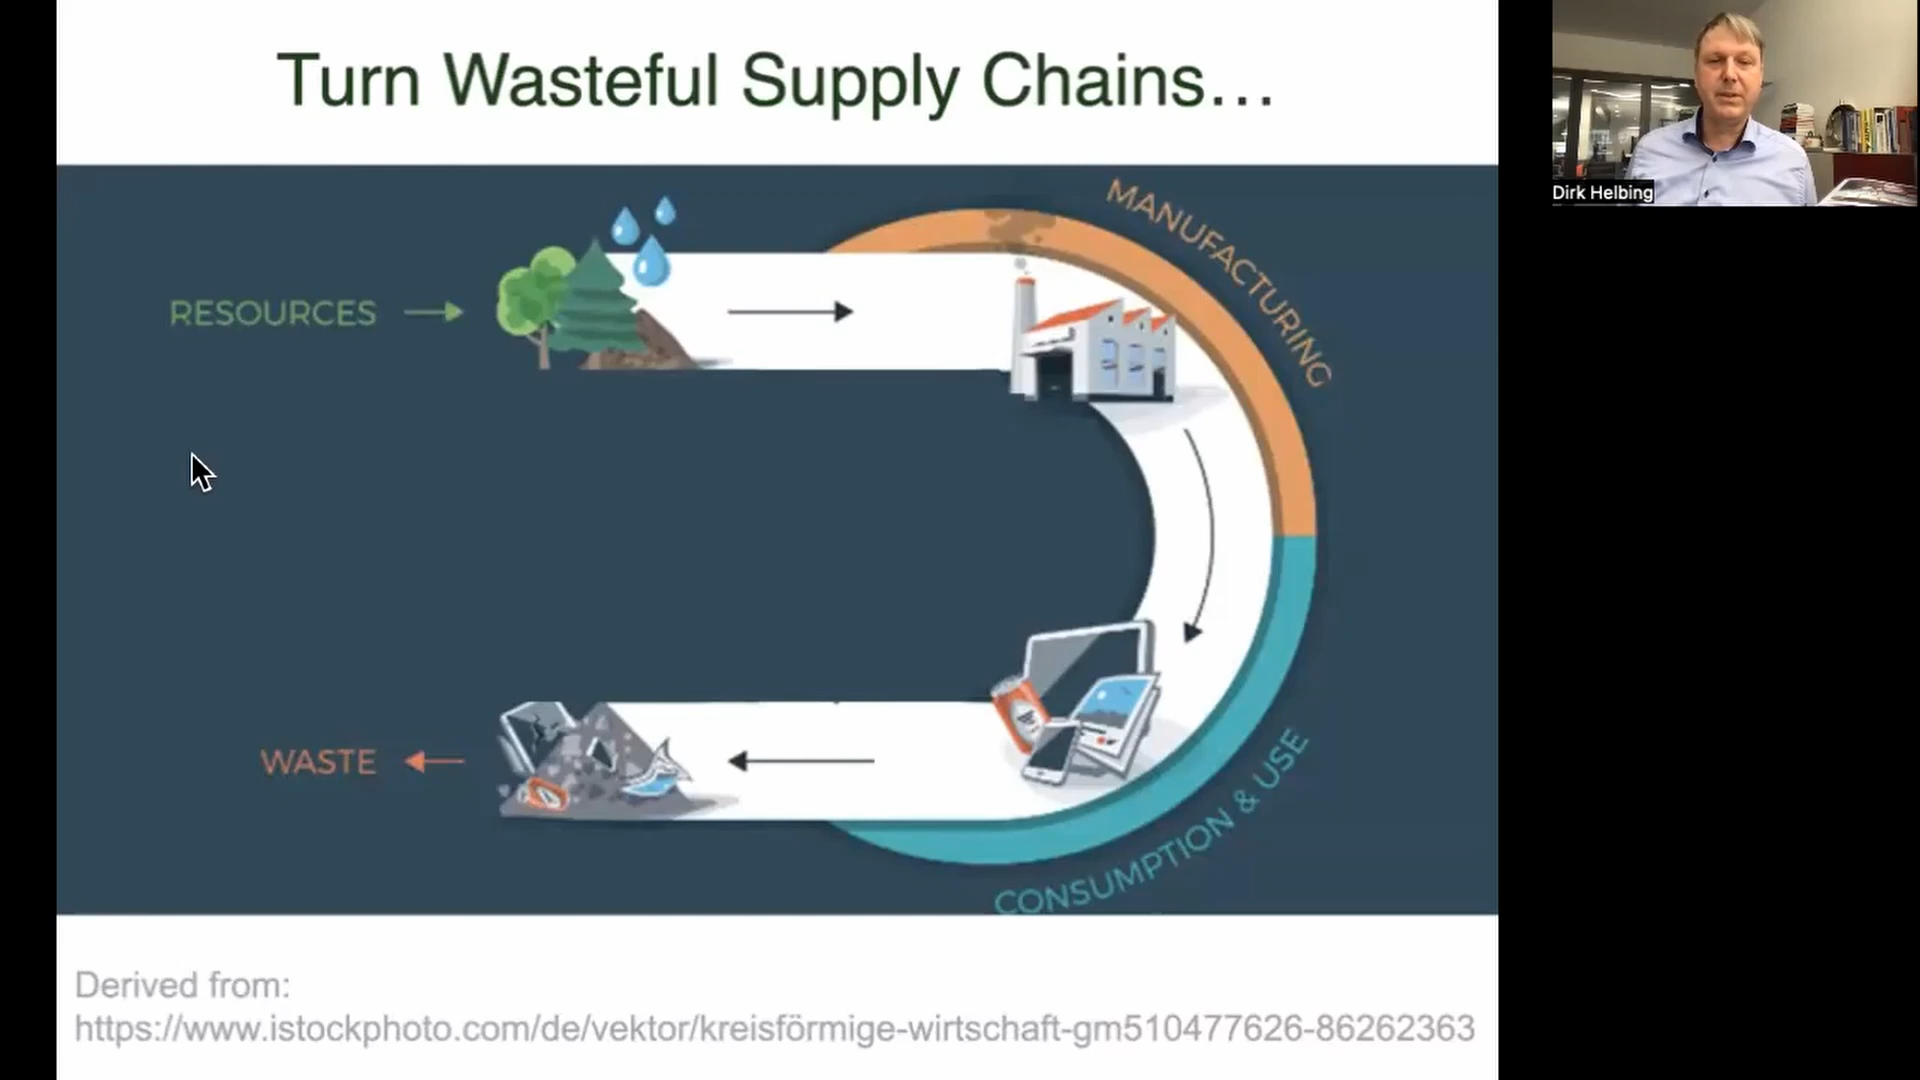 Turn Wasteful Supply Chains...
Dirk Helbing
MANUFACTURING
RESOURCES
WASTE
CONSUMPTION & USE
Derived from:
https://www.istockphoto.com/de/vektor/kreisförmige-wirtschaft-gm510477626-86262363